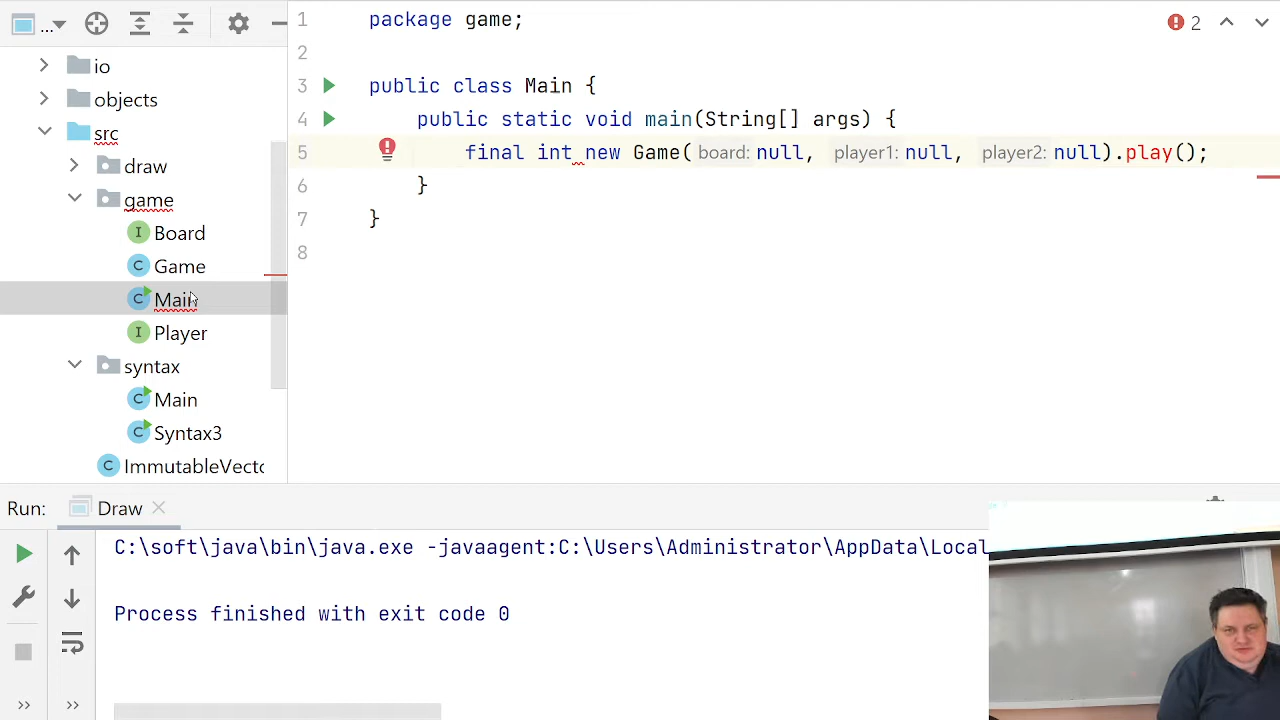 ...
io
objects
src
draw
game
Board
Game
Main
Player
syntax
Main
Syntax3
ImmutableVecto
2
1 package game;
2
3 public class Main {
4 public static void main(String[] args) {
5 final int new Game( board: null, player1: null, player2: null).play();
6 }
7 }
8
Run: Draw
C:\soft\java\bin\java.exe -javaagent:C:\Users\Administrator\AppData\Local
Process finished with exit code 0